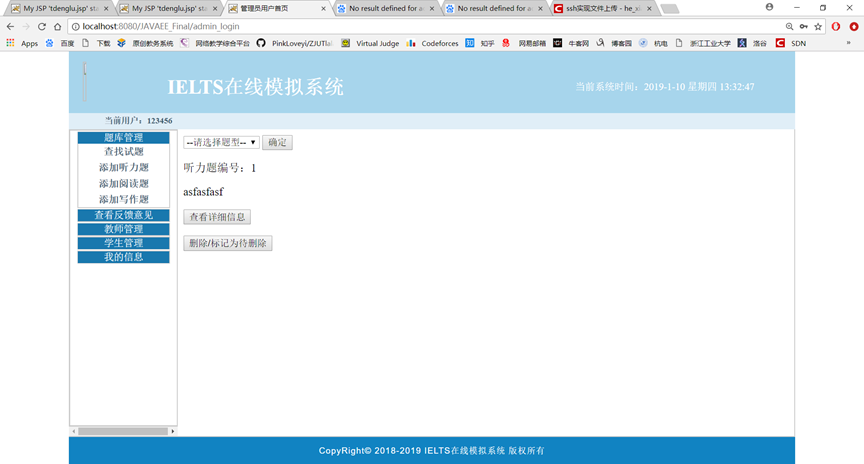 My JSP 'tdenglu.jsp' sta
My JSP 'tdenglu.jsp' sta
管理员用户首页
No result defined for ac
No result defined for ac
ssh实现文件上传 - he_xi
localhost:8080/JAVAEE_Final/admin_login
Apps 百度 下载 原创教务系统 网络教学综合平台 PinkLoveyi/ZJUTla Virtual Judge Codeforces 知乎 网易邮箱 牛客网 博客园 杭电 浙江工业大学 洛谷 SDN »
IELTS在线模拟系统
当前系统时间：2019-1-10 星期四 13:32:47
当前用户：123456
题库管理
查找试题
添加听力题
添加阅读题
添加写作题
查看反馈意见
教师管理
学生管理
我的信息
--请选择题型-- 确定
听力题编号：1
asfasfasf
查看详细信息
删除/标记为待删除
CopyRight© 2018-2019 IELTS在线模拟系统 版权所有